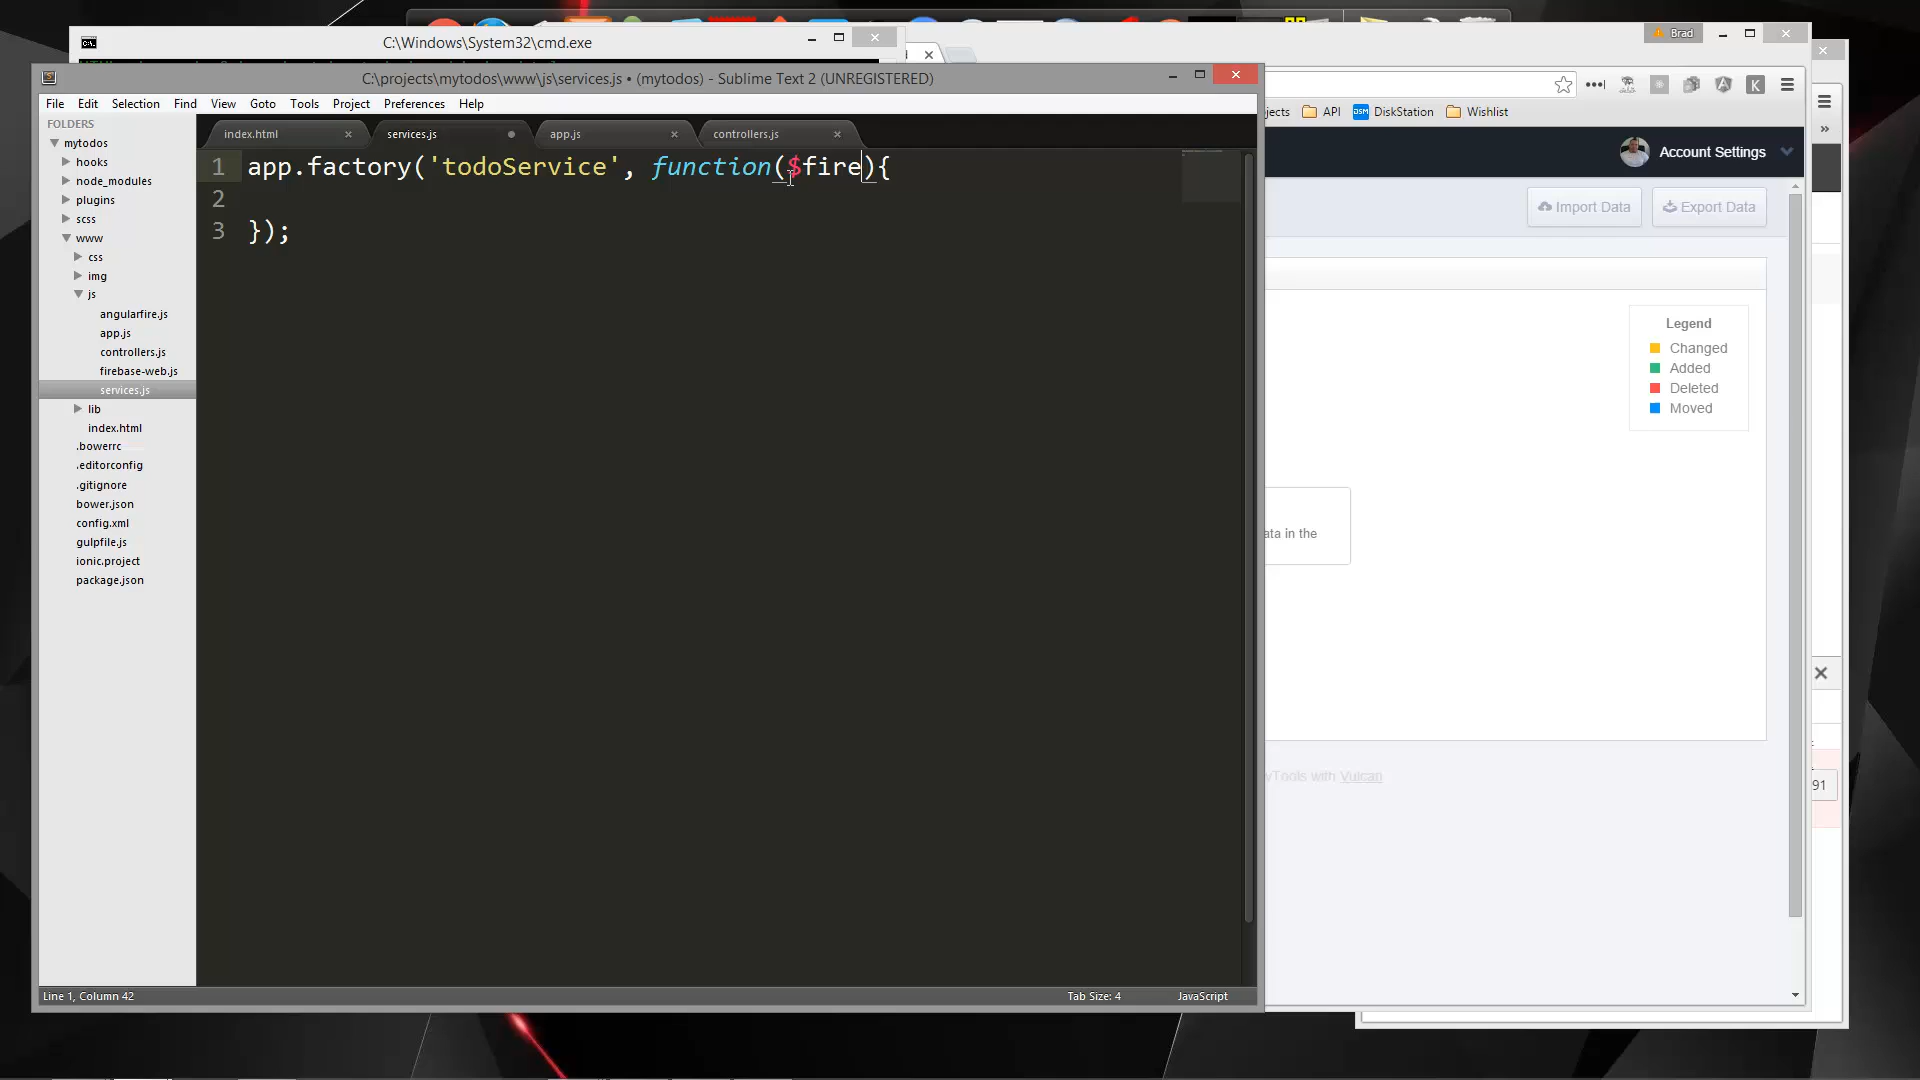 C:\Windows\System32\cmd.exe
Brad
C:\projects\mytodos\www\js\services.js • (mytodos) - Sublime Text 2 (UNREGISTERED)
File Edit Selection Find View Goto Tools Project Preferences Help
jects API DiskStation Wishlist
FOLDERS
mytodos
hooks
node_modules
plugins
scss
www
css
img
js
angularfire.js
app.js
controllers.js
firebase-web.js
services.js
lib
index.html
.bowerrc
.editorconfig
.gitignore
bower.json
config.xml
gulpfile.js
ionic.project
package.json
index.html services.js app.js controllers.js
1 app.factory('todoService', function($fire){
2
3 });
Account Settings
Import Data Export Data
Legend
Changed
Added
Deleted
Moved
ata in the
Tools with Vulcan
91
Line 1, Column 42 Tab Size: 4 JavaScript